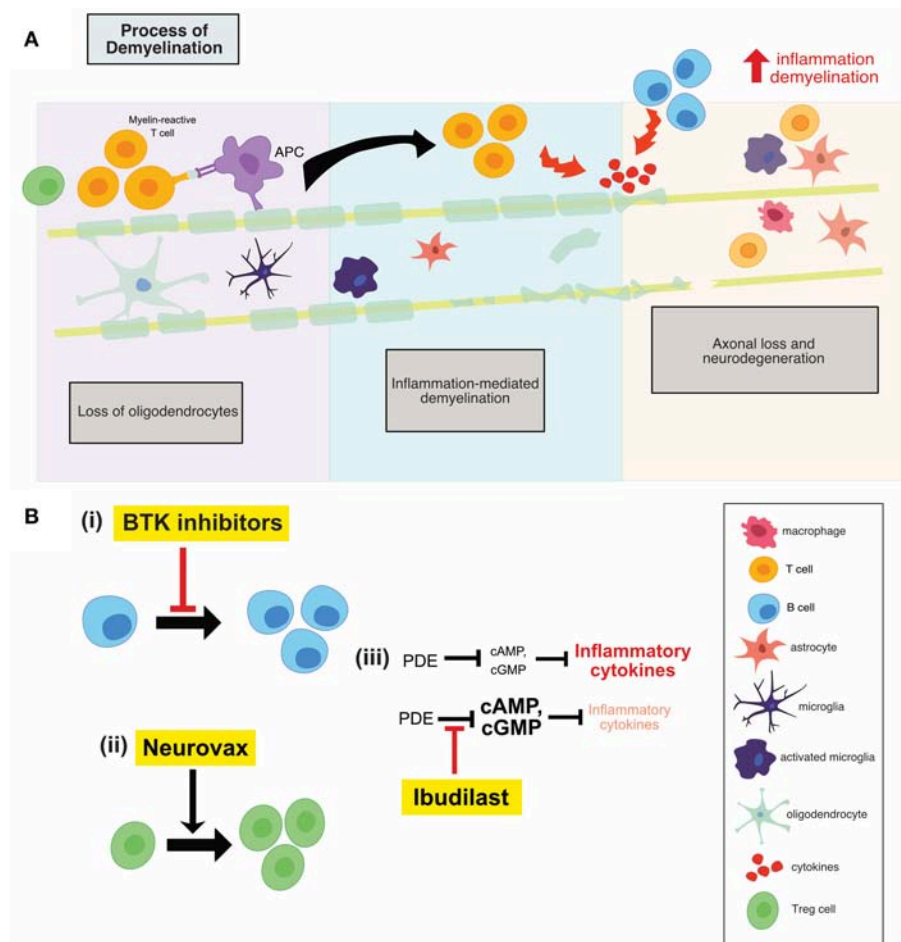 A
Process of
Demyelination
inflammation
demyelination
Myelin-reactive
T cell
APC
Loss of oligodendrocytes
Inflammation-mediated
demyelination
Axonal loss and
neurodegeneration
B
(i)
BTK inhibitors
(ii)
Neurovax
(iii)
PDE
cAMP,
cGMP
Inflammatory
cytokines
PDE
cAMP,
cGMP
Inflammatory
cytokines
Ibudilast
macrophage
T cell
B cell
astrocyte
microglia
activated microglia
oligodendrocyte
cytokines
Treg cell